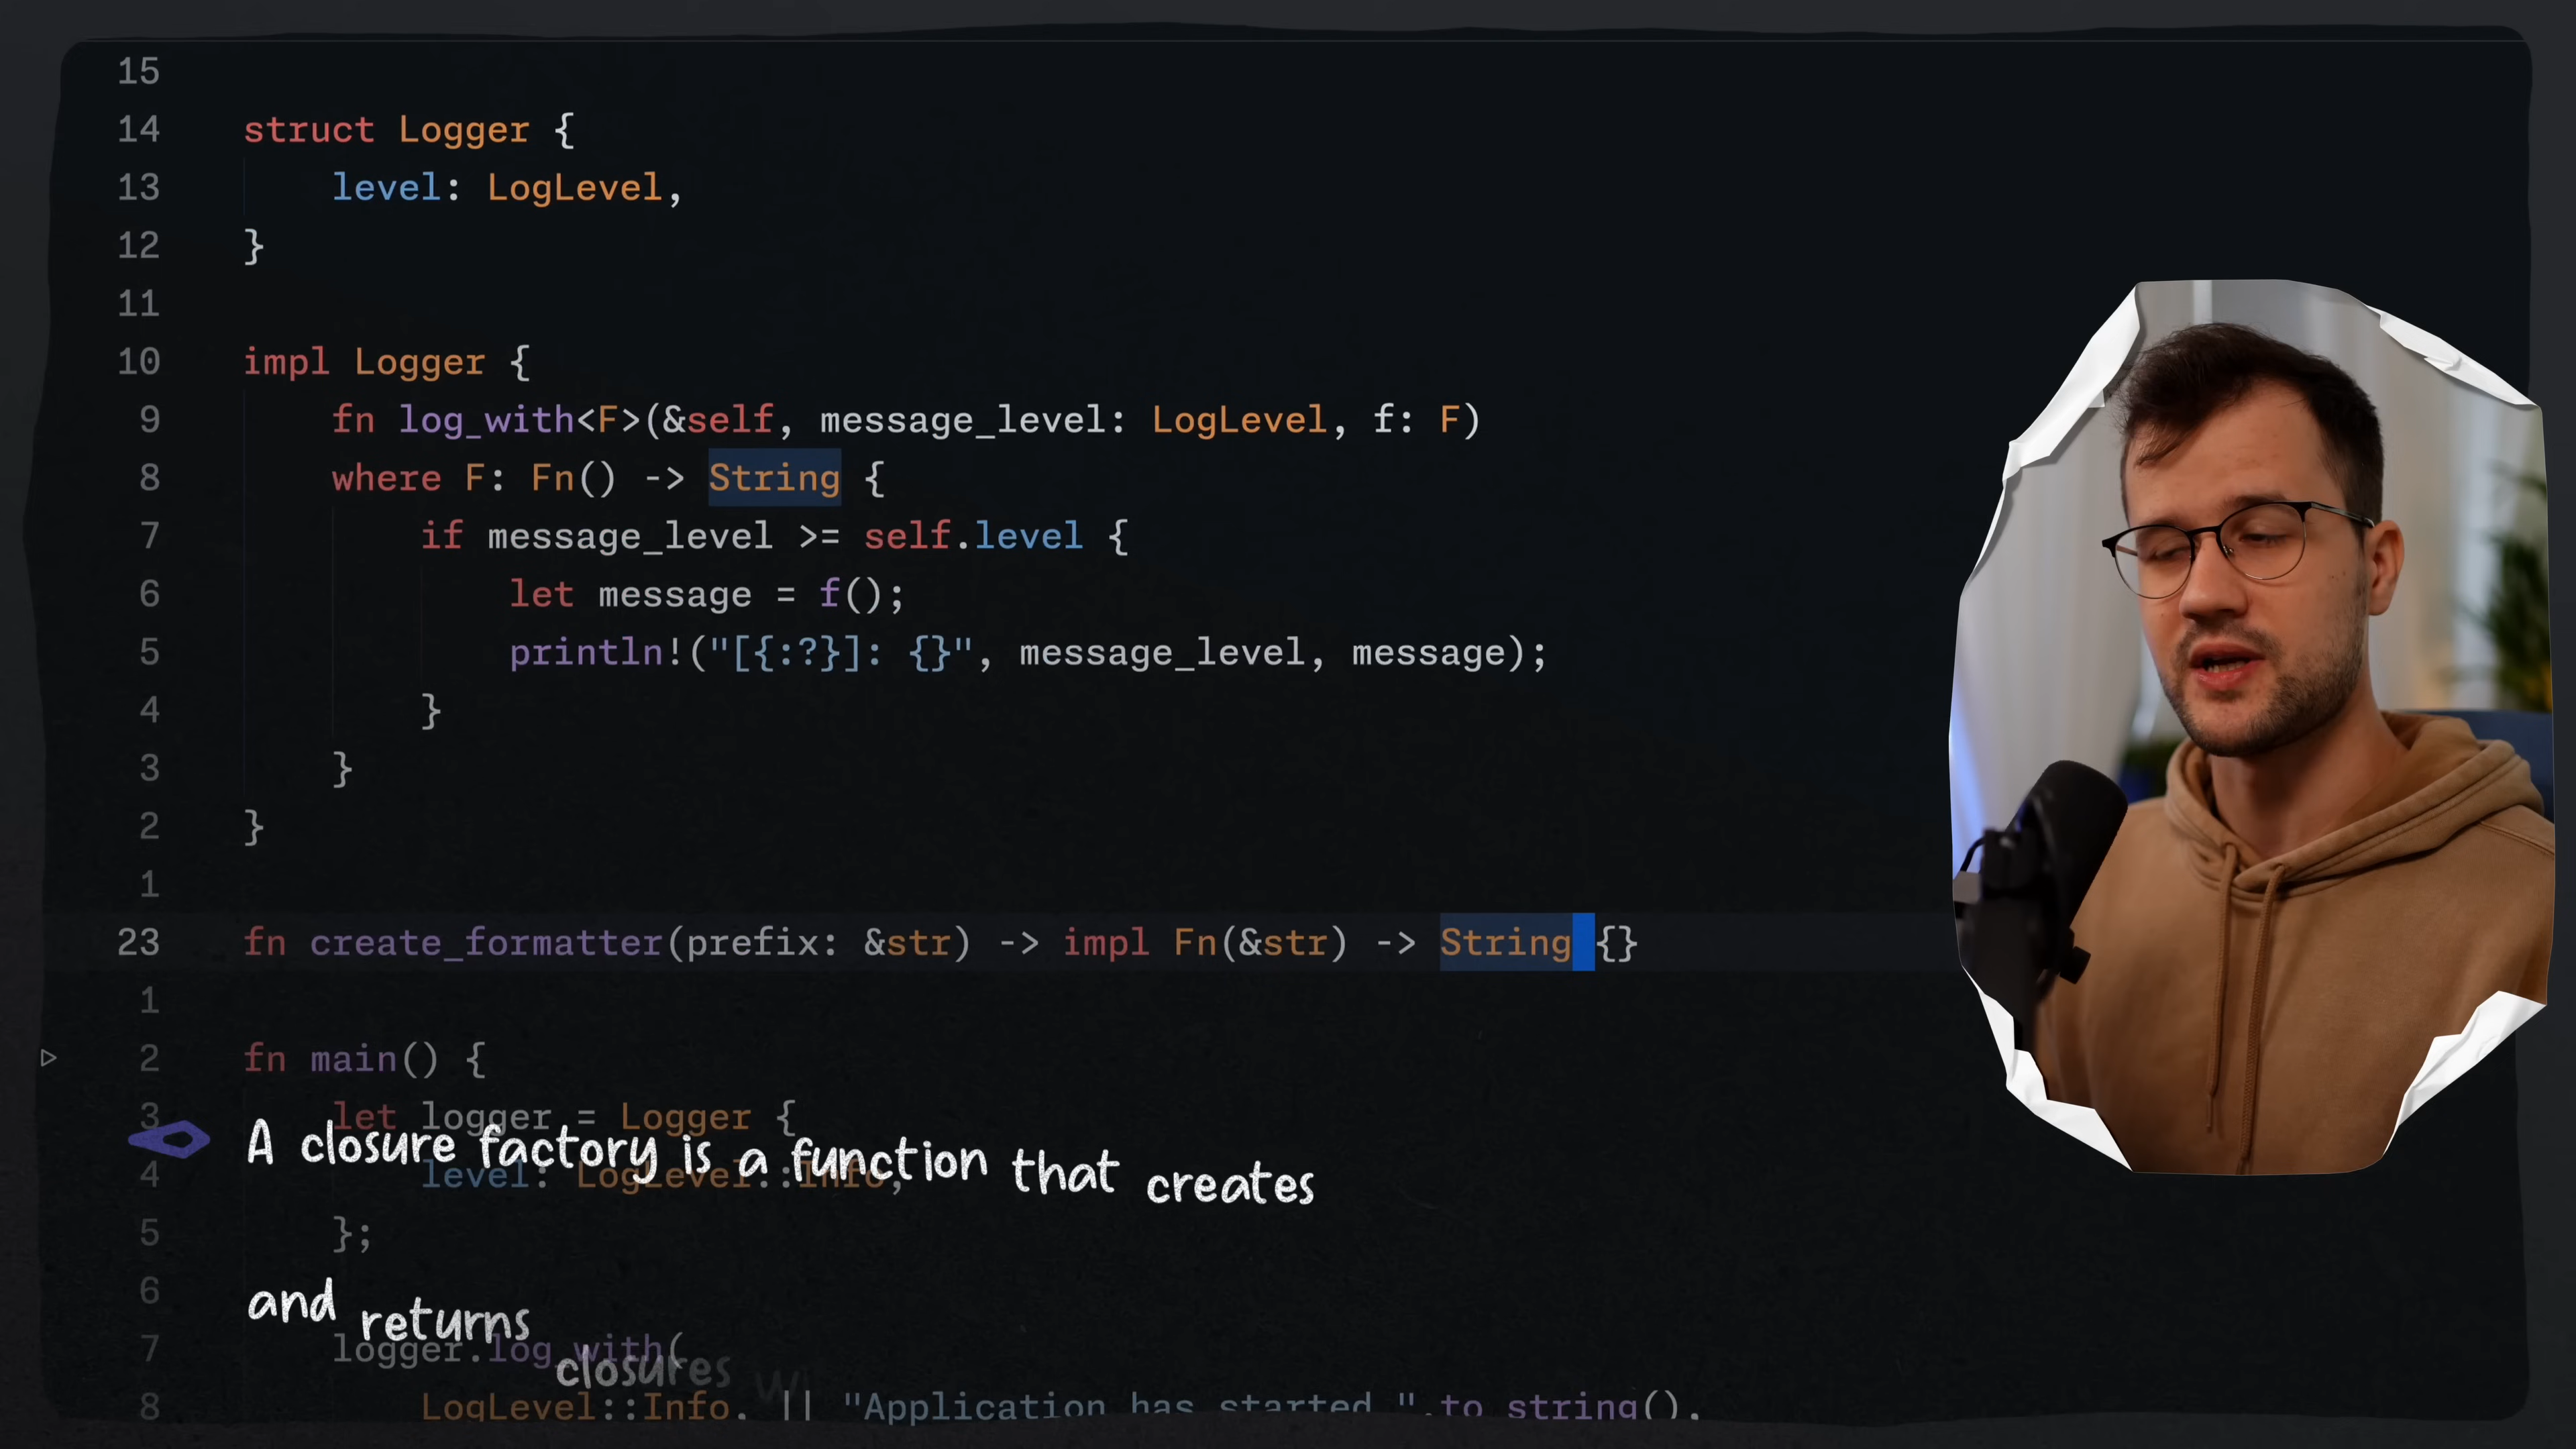 15
14 struct Logger {
13 level: LogLevel,
12 }
11
10 impl Logger {
9 fn log_with<F>(&self, message_level: LogLevel, f: F)
8 where F: Fn() -> String {
7 if message_level >= self.level {
6 let message = f();
5 println!("[{:?}]: {}", message_level, message);
4 }
3 }
2 }
1
23 fn create_formatter(prefix: &str) -> impl Fn(&str) -> String {}
1
2 fn main() {
3 let logger = Logger {
A closure factory is a function that creates
4 level: LogLevel::Info,
5 };
6
and returns
7 logger.log_with(
closures
8 LogLevel::Info, || "Application has started.".to_string(),